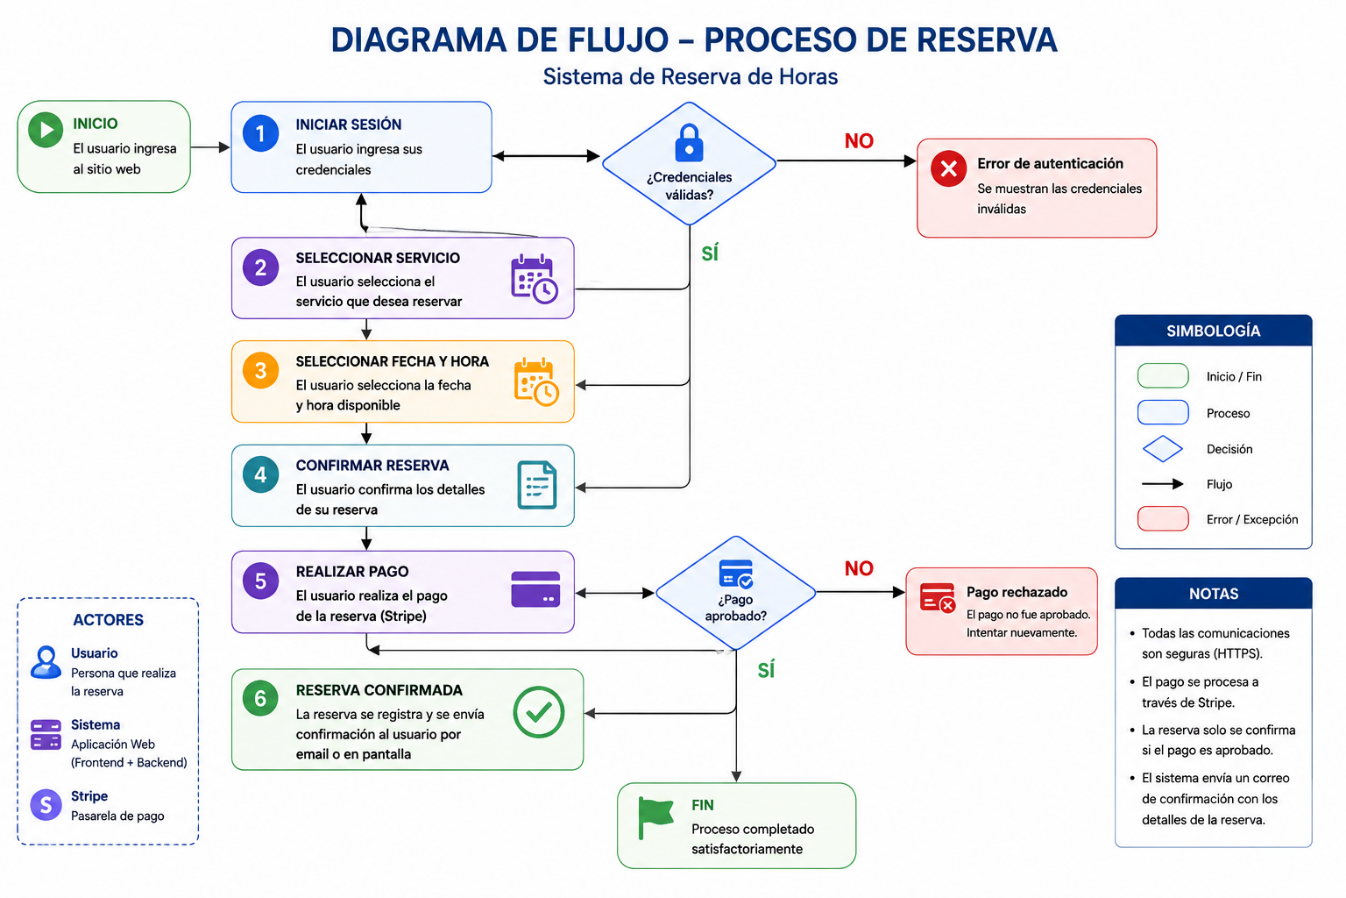 DIAGRAMA DE FLUJO – PROCESO DE RESERVA
Sistema de Reserva de Horas
INICIO
El usuario ingresa
al sitio web
1
INICIAR SESIÓN
El usuario ingresa sus
credenciales
¿Credenciales
válidas?
NO
Error de autenticación
Se muestran las credenciales
inválidas
SÍ
2
SELECCIONAR SERVICIO
El usuario selecciona el
servicio que desea reservar
3
SELECCIONAR FECHA Y HORA
El usuario selecciona la fecha
y hora disponible
4
CONFIRMAR RESERVA
El usuario confirma los detalles
de su reserva
5
REALIZAR PAGO
El usuario realiza el pago
de la reserva (Stripe)
¿Pago
aprobado?
NO
Pago rechazado
El pago no fue aprobado.
Intentar nuevamente.
SÍ
6
RESERVA CONFIRMADA
La reserva se registra y se envía
confirmación al usuario por
email o en pantalla
FIN
Proceso completado
satisfactoriamente
ACTORES
Usuario
Persona que realiza
la reserva
Sistema
Aplicación Web
(Frontend + Backend)
S
Stripe
Pasarela de pago
SIMBOLOGÍA
Inicio / Fin
Proceso
Decisión
Flujo
Error / Excepción
NOTAS
• Todas las comunicaciones
son seguras (HTTPS).
• El pago se procesa a
través de Stripe.
• La reserva solo se confirma
si el pago es aprobado.
• El sistema envía un correo
de confirmación con los
detalles de la reserva.